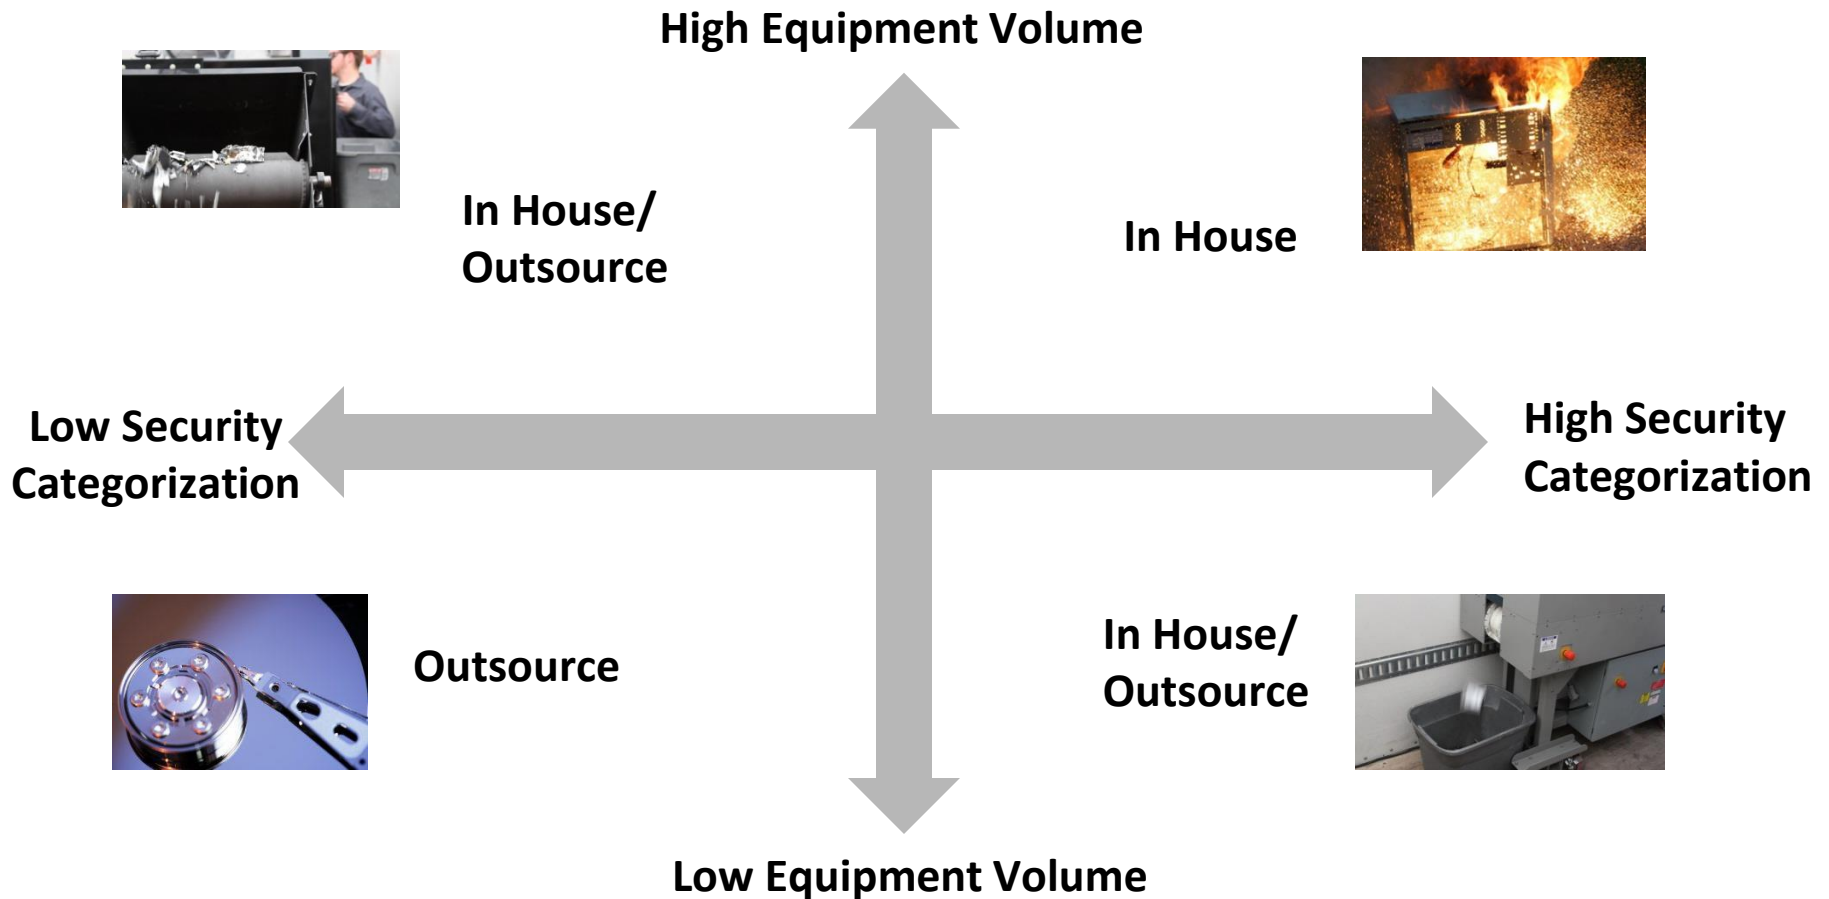 High Equipment Volume
In House/
Outsource
In House
Low Security
Categorization
High Security
Categorization
Outsource
In House/
Outsource
Low Equipment Volume